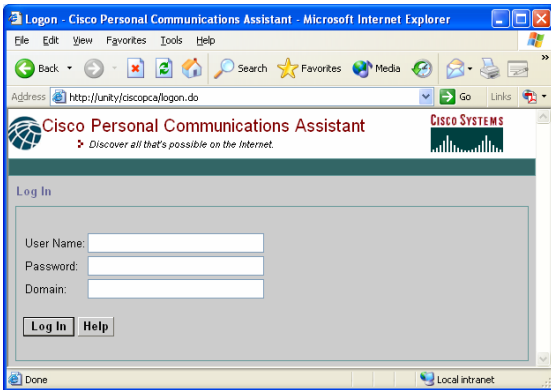 Logon - Cisco Personal Communications Assistant - Microsoft Internet Explorer
File Edit View Favorites Tools Help
Back Search Favorites Media »
Address http://unity/ciscopca/logon.do Go Links
Cisco Personal Communications Assistant
Discover all that's possible on the Internet.
CISCO SYSTEMS
Log In
User Name:
Password:
Domain:
Log In Help
Done Local intranet